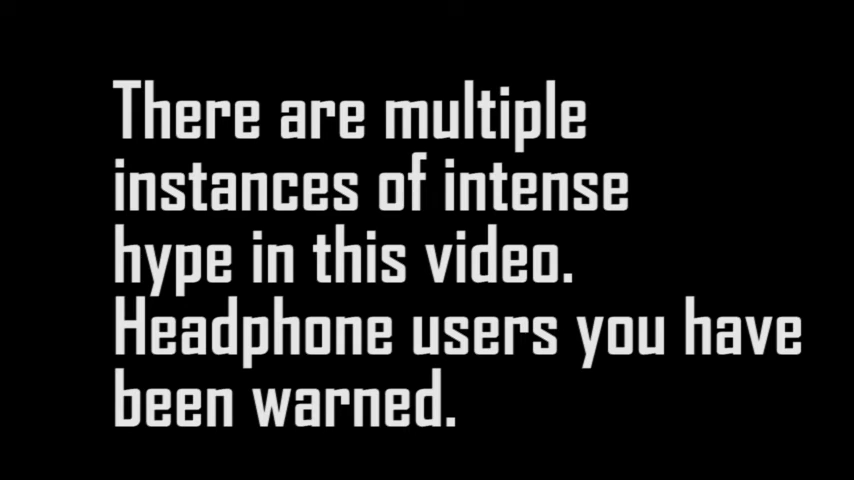 There are multiple
instances of intense
hype in this video.
Headphone users you have
been warned.